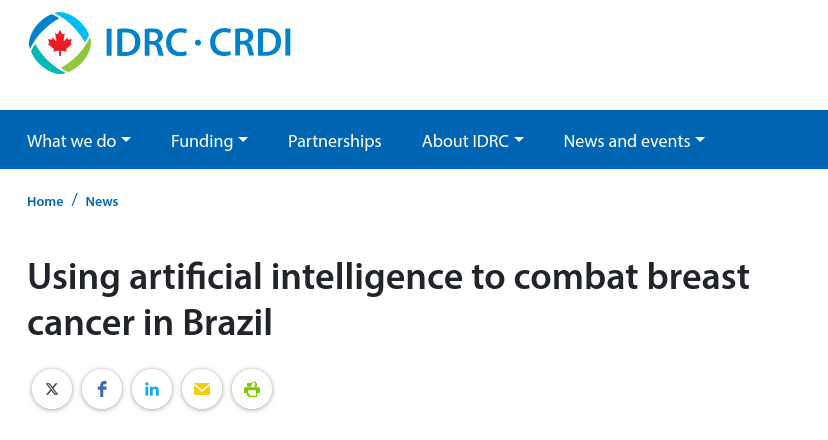 IDRC · CRDI
What we do
Funding
Partnerships
About IDRC
News and events
Home / News
Using artificial intelligence to combat breast
cancer in Brazil